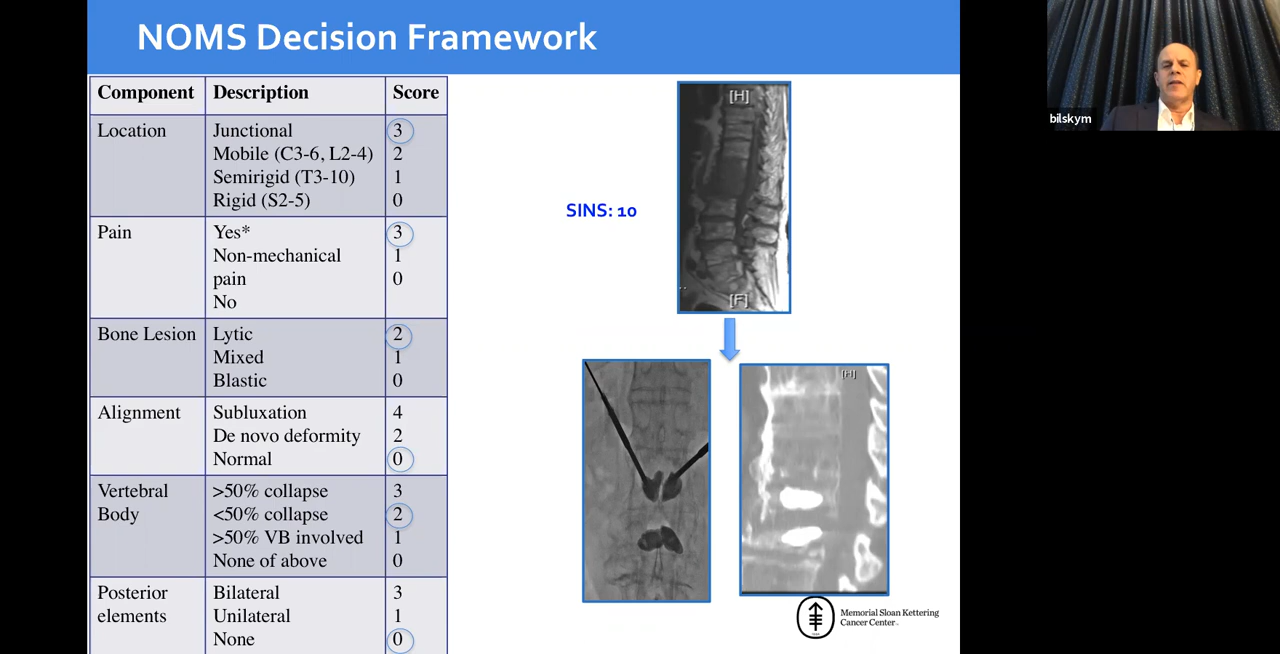 NOMS Decision Framework
Component Description Score
Location Junctional 3
Mobile (C3-6, L2-4) 2
Semirigid (T3-10) 1
Rigid (S2-5) 0
Pain Yes* 3
Non-mechanical 1
pain 0
No
Bone Lesion Lytic 2
Mixed 1
Blastic 0
Alignment Subluxation 4
De novo deformity 2
Normal 0
Vertebral >50% collapse 3
Body <50% collapse 2
>50% VB involved 1
None of above 0
Posterior Bilateral 3
elements Unilateral 1
None 0
[H]
SINS: 10
[F]
[H]
Memorial Sloan Kettering
Cancer Center
bilskym